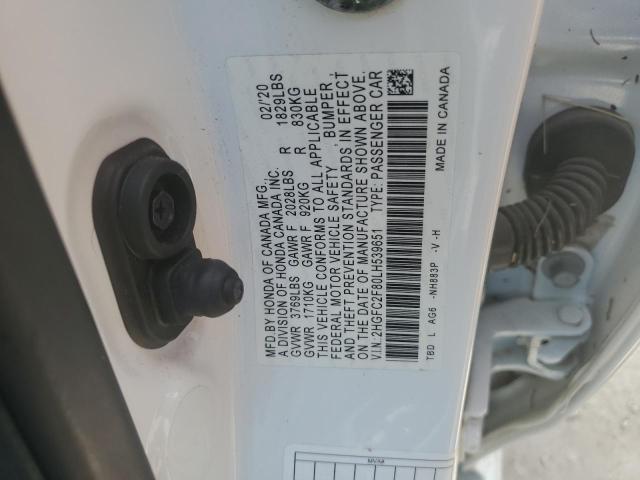 MFD.BY HONDA OF CANADA MFG. 02/'20
A DIVISION OF HONDA CANADA INC.
GVWR 3769LBS GAWR F 2028LBS R 1829LBS
GVWR 1710KG GAWR F 920KG R 830KG
THIS VEHICLE CONFORMS TO ALL APPLICABLE
FEDERAL MOTOR VEHICLE SAFETY, BUMPER,
AND THEFT PREVENTION STANDARDS IN EFFECT
ON THE DATE OF MANUFACTURE SHOWN ABOVE.
V.I.N.: 2HGFC2F80LH539651 TYPE: PASSENGER CAR
TBD L AG6 -NH883P -V-H MADE IN CANADA